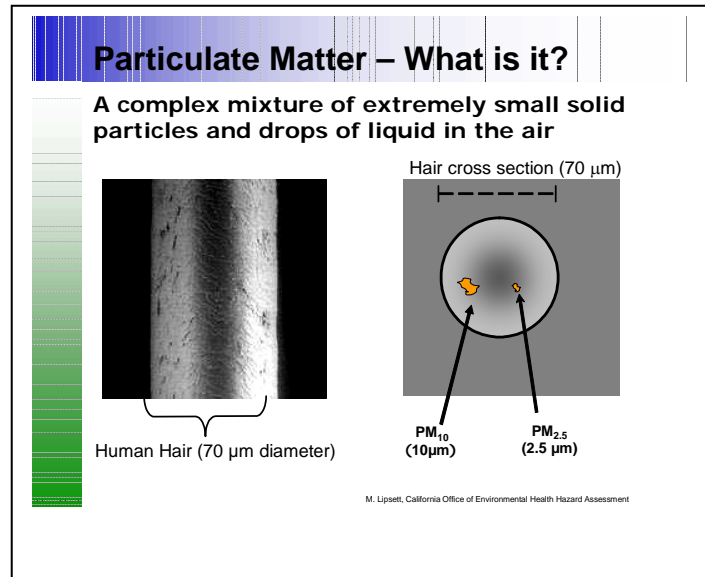 Particulate Matter – What is it?
A complex mixture of extremely small solid
particles and drops of liquid in the air
Hair cross section (70 µm)
Human Hair (70 µm diameter)
PM10
(10µm)
PM2.5
(2.5 µm)
M. Lipsett, California Office of Environmental Health Hazard Assessment